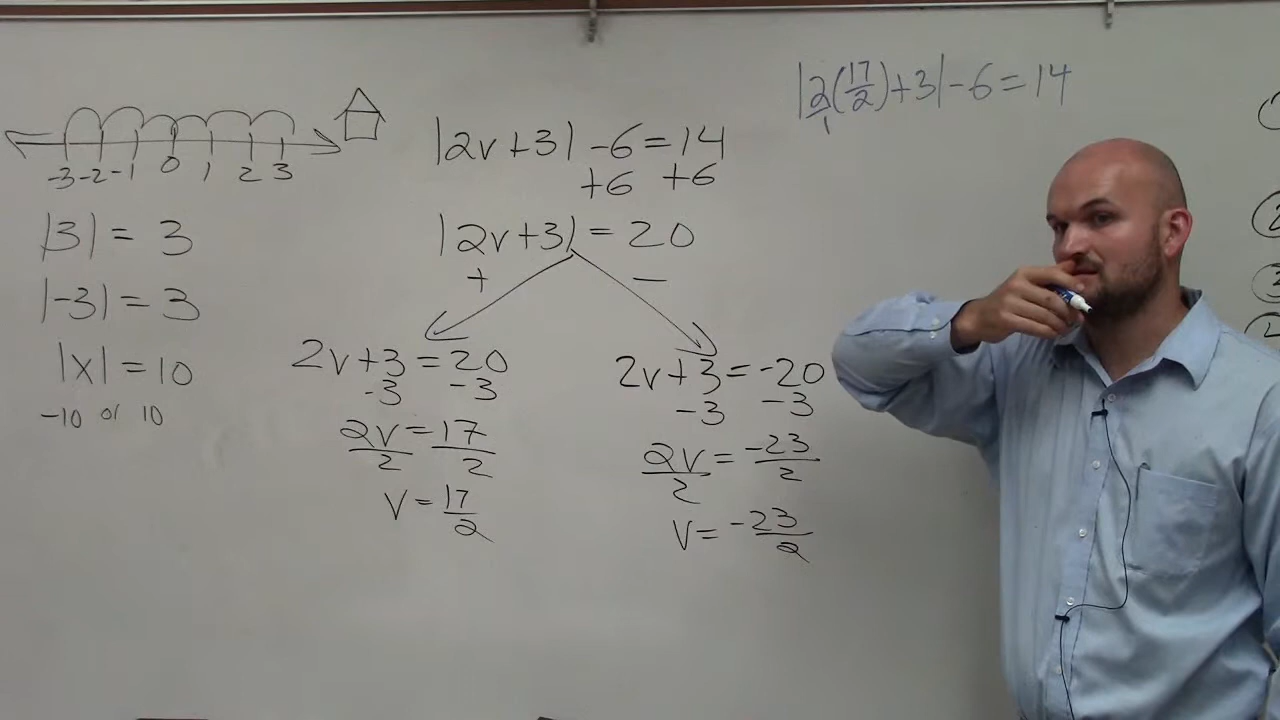 -3 -2 -1 0 1 2 3
|3| = 3
|-3| = 3
|x| = 10
-10 or 10
|2v+3| -6 = 14
+6 +6
|2v+3| = 20
+ -
2v+3 = 20
-3 -3
2v = 17
2 2
v = 17/2
2v+3 = -20
-3 -3
2v = -23
2 2
v = -23/2
|2(17/2)+3| -6 = 14
1